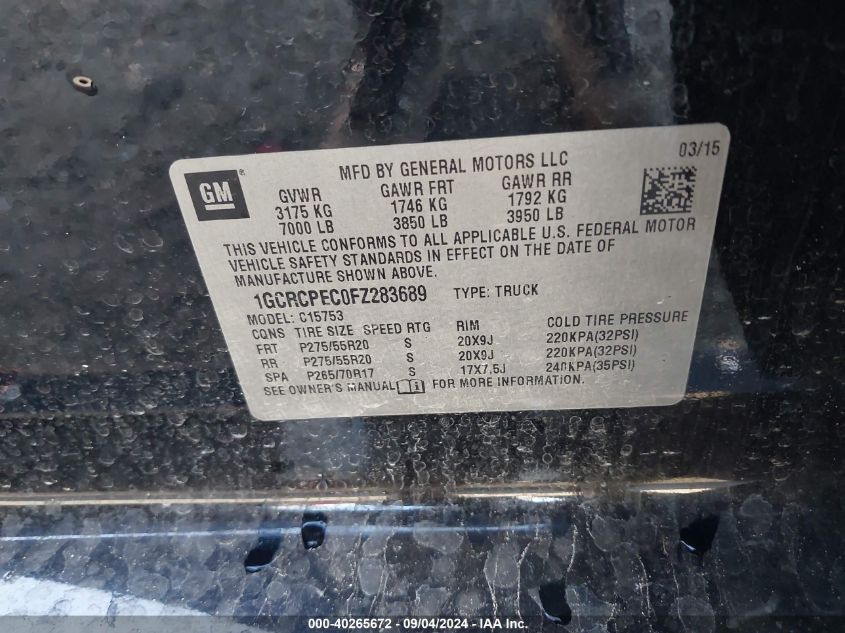 GM®
MFD BY GENERAL MOTORS LLC
03/15
GVWR GAWR FRT GAWR RR
3175 KG 1746 KG 1792 KG
7000 LB 3850 LB 3950 LB
THIS VEHICLE CONFORMS TO ALL APPLICABLE U.S. FEDERAL MOTOR
VEHICLE SAFETY STANDARDS IN EFFECT ON THE DATE OF
MANUFACTURE SHOWN ABOVE.
1GCRCPEC0FZ283689 TYPE: TRUCK
MODEL: C15753
CQNS TIRE SIZE SPEED RTG RIM COLD TIRE PRESSURE
FRT P275/55R20 S 20X9J 220KPA(32PSI)
RR P275/55R20 S 20X9J 220KPA(32PSI)
SPA P265/70R17 S 17X7.5J 240KPA(35PSI)
SEE OWNER'S MANUAL FOR MORE INFORMATION.
000-40265672 - 09/04/2024 - IAA Inc.